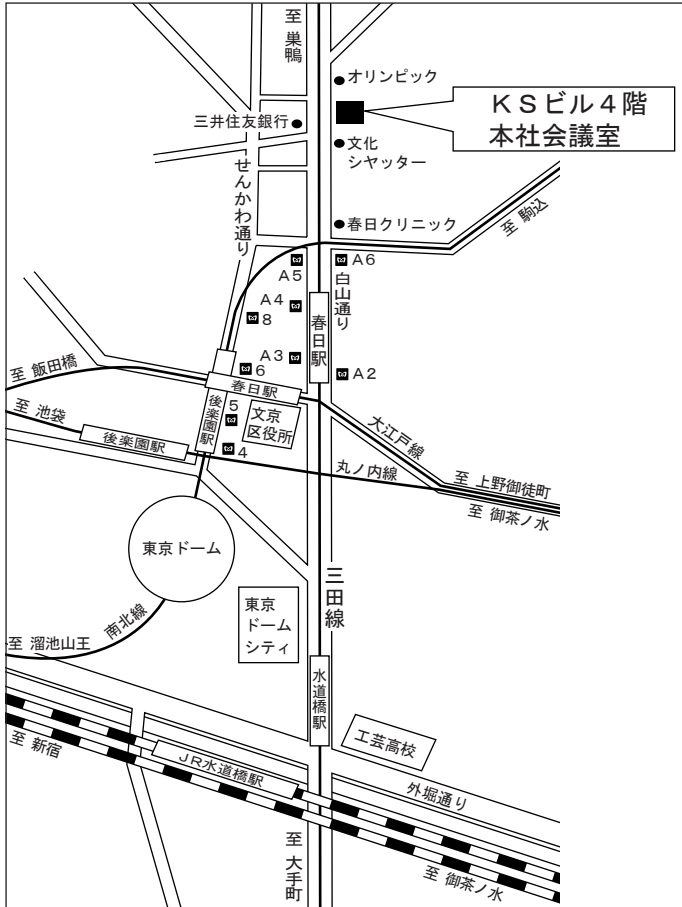 至 巣鴨
オリンピック
ＫＳビル４階
本社会議室
三井住友銀行
文化
シヤッター
せんかわ通り
春日クリニック
至 駒込
Ａ５
Ａ６
白山通り
Ａ４
８
春日駅
Ａ３
６
Ａ２
至 飯田橋
春日駅
至 池袋
後楽園駅
５
文京
区役所
後楽園駅
４
大江戸線
丸ノ内線
至 上野御徒町
至 御茶ノ水
東京ドーム
三田線
東京
ドーム
シティ
南北線
至 溜池山王
水道橋駅
工芸高校
至 新宿
ＪＲ水道橋駅
外堀通り
至 大手町
至 御茶ノ水